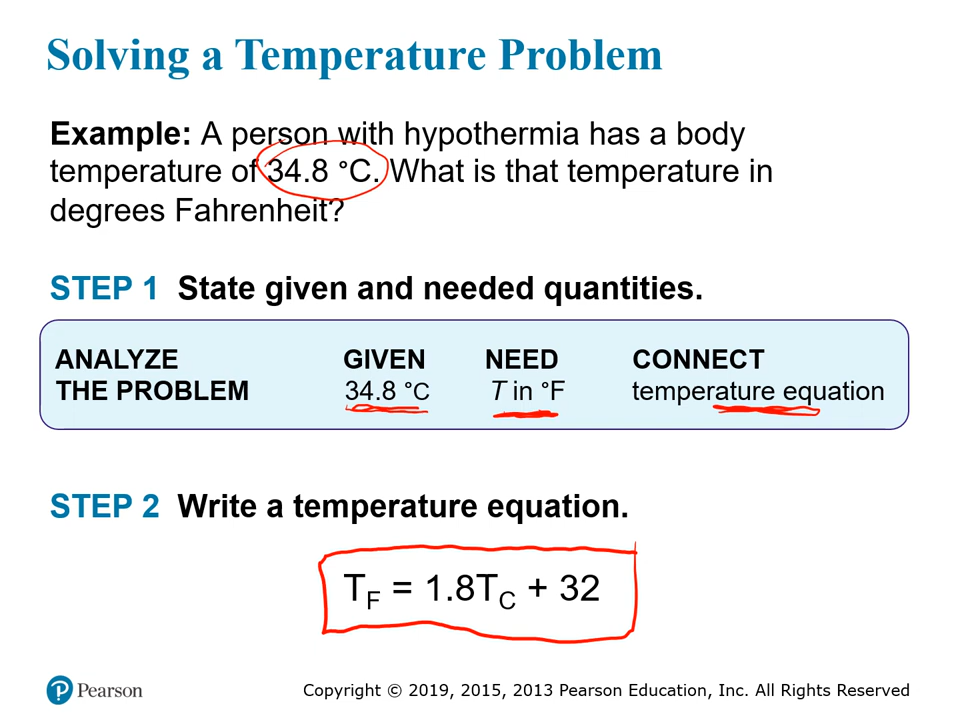 Solving a Temperature Problem
Example: A person with hypothermia has a body
temperature of 34.8 °C. What is that temperature in
degrees Fahrenheit?
STEP 1 State given and needed quantities.
ANALYZE GIVEN NEED CONNECT
THE PROBLEM 34.8 °C T in °F temperature equation
STEP 2 Write a temperature equation.
T_F = 1.8T_C + 32
P Pearson
Copyright © 2019, 2015, 2013 Pearson Education, Inc. All Rights Reserved